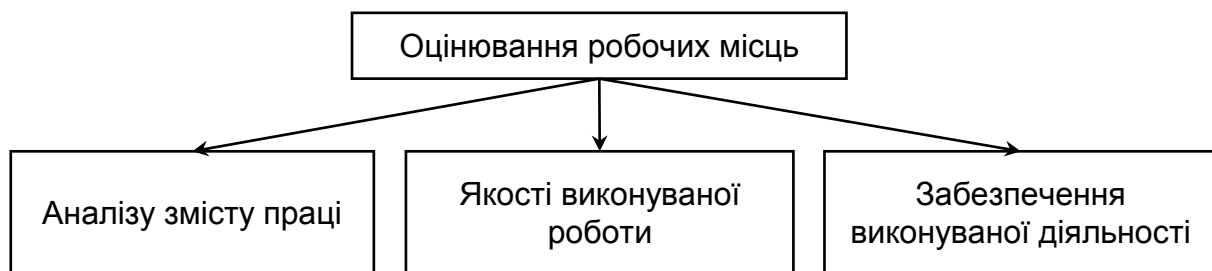 Оцінювання робочих місць
Аналізу змісту праці
Якості виконуваної
роботи
Забезпечення
виконуваної діяльності